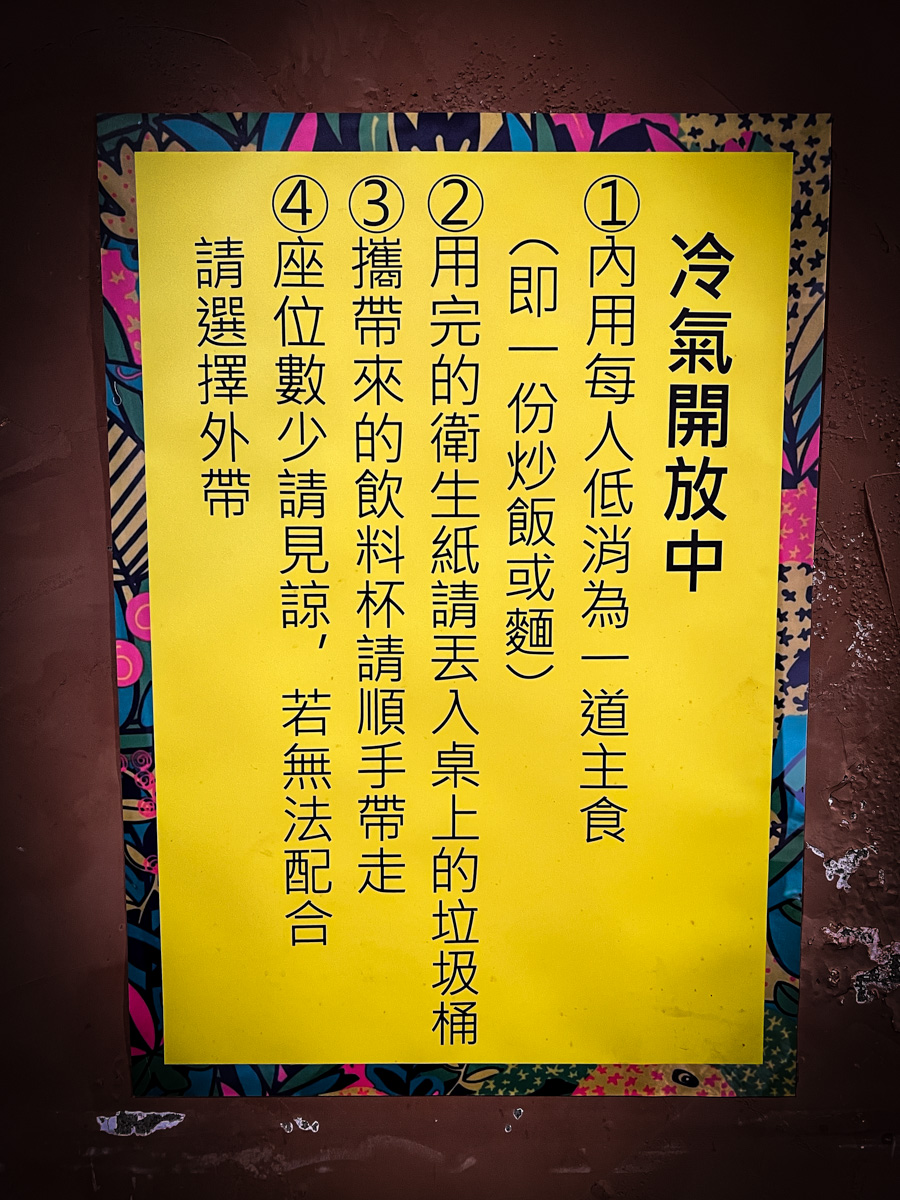 冷氣開放中
①內用每人低消為一道主食
（即一份炒飯或麵）
②用完的衛生紙請丟入桌上的垃圾桶
③攜帶來的飲料杯請順手帶走
④座位數少請見諒，若無法配合
請選擇外帶